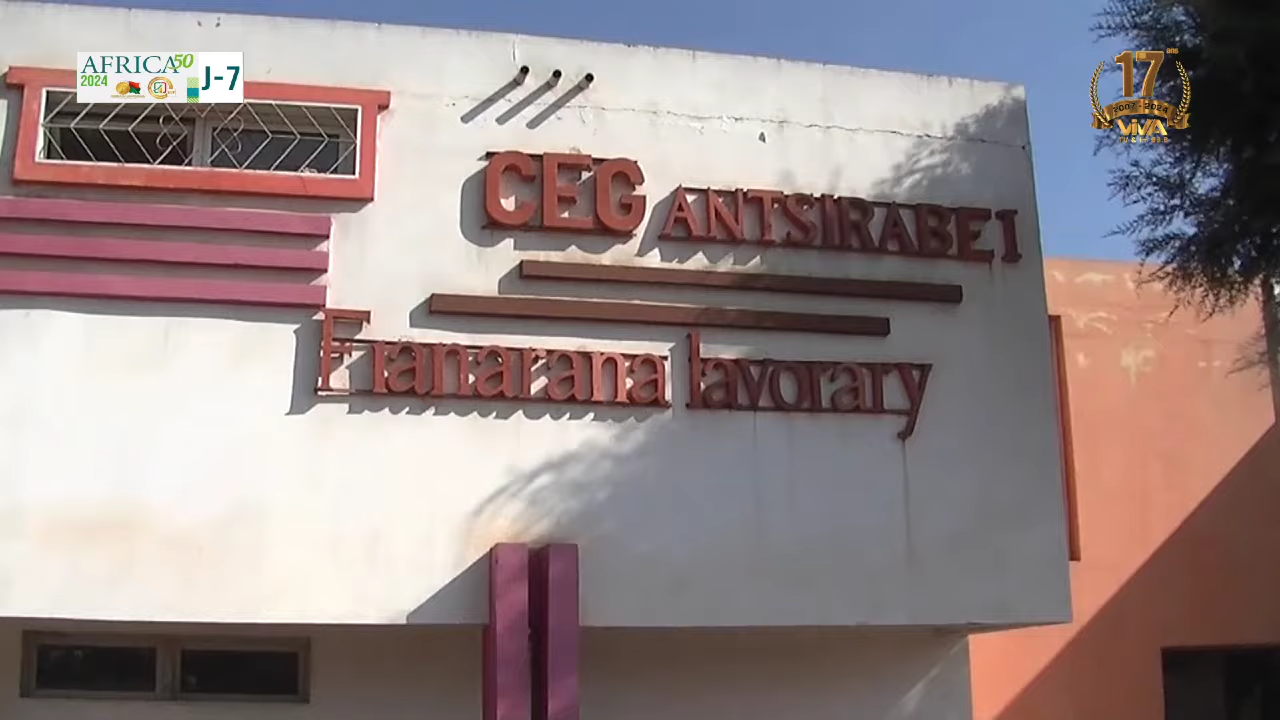 AFRICA50
2024
J-7
17 ans
2007 - 2024
VIVA
CEG ANTSIRABE I
Fianarana lavorary